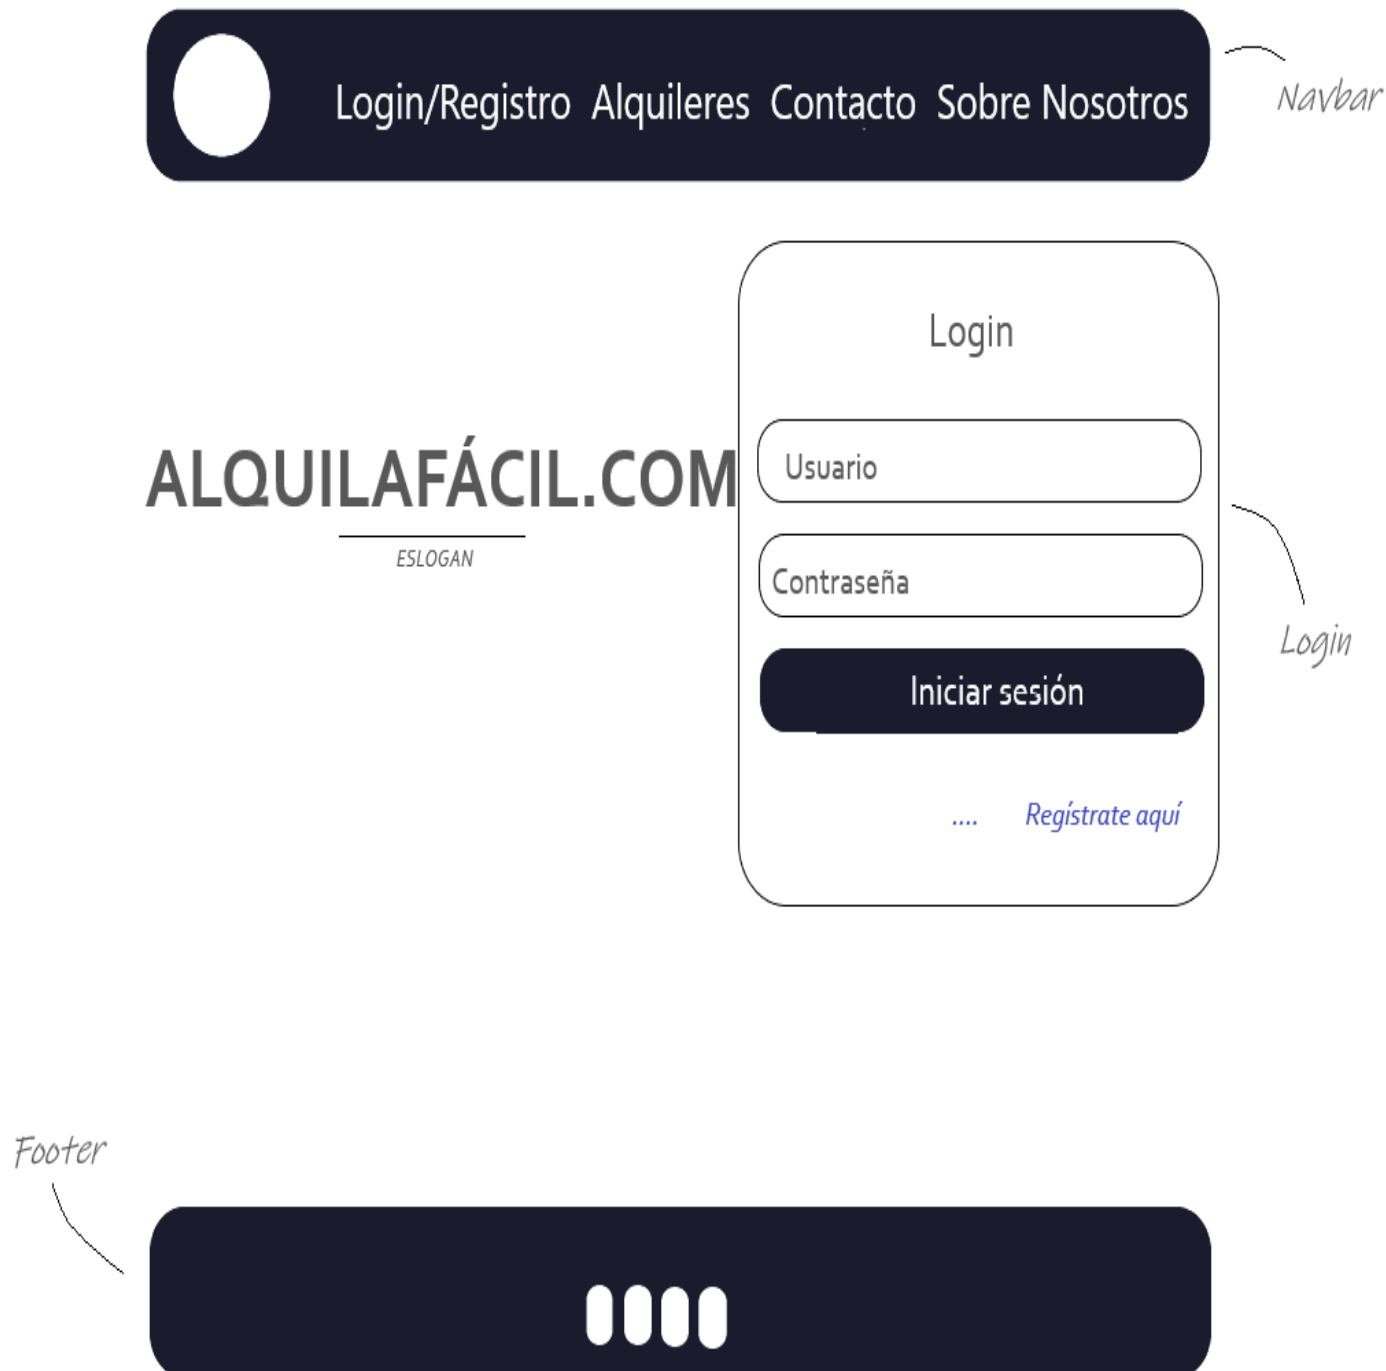 Login/Registro Alquileres Contacto Sobre Nosotros
Navbar
Login
ALQUILAFÁCIL.COM
ESLOGAN
Usuario
Contraseña
Iniciar sesión
.... Regístrate aquí
Login
Footer